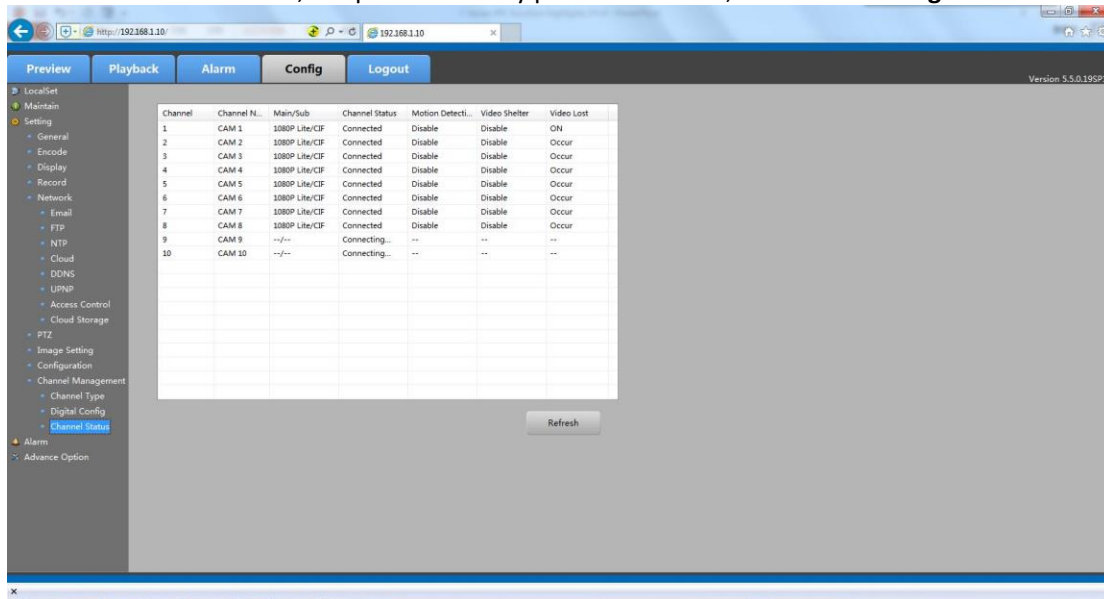 http://192.168.1.10/
192.168.1.10
Preview Playback Alarm Config Logout
Version 5.5.0.19SP
LocalSet
Maintain
Setting
General
Encode
Display
Record
Network
Email
FTP
NTP
Cloud
DDNS
UPNP
Access Control
Cloud Storage
PTZ
Image Setting
Configuration
Channel Management
Channel Type
Digital Config
Channel Status
Alarm
Advance Option
Channel Channel N... Main/Sub Channel Status Motion Detecti... Video Shelter Video Lost
1 CAM 1 1080P Lite/CIF Connected Disable Disable ON
2 CAM 2 1080P Lite/CIF Connected Disable Disable Occur
3 CAM 3 1080P Lite/CIF Connected Disable Disable Occur
4 CAM 4 1080P Lite/CIF Connected Disable Disable Occur
5 CAM 5 1080P Lite/CIF Connected Disable Disable Occur
6 CAM 6 1080P Lite/CIF Connected Disable Disable Occur
7 CAM 7 1080P Lite/CIF Connected Disable Disable Occur
8 CAM 8 1080P Lite/CIF Connected Disable Disable Occur
9 CAM 9 --/-- Connecting... -- -- --
10 CAM 10 --/-- Connecting... -- -- --
Refresh